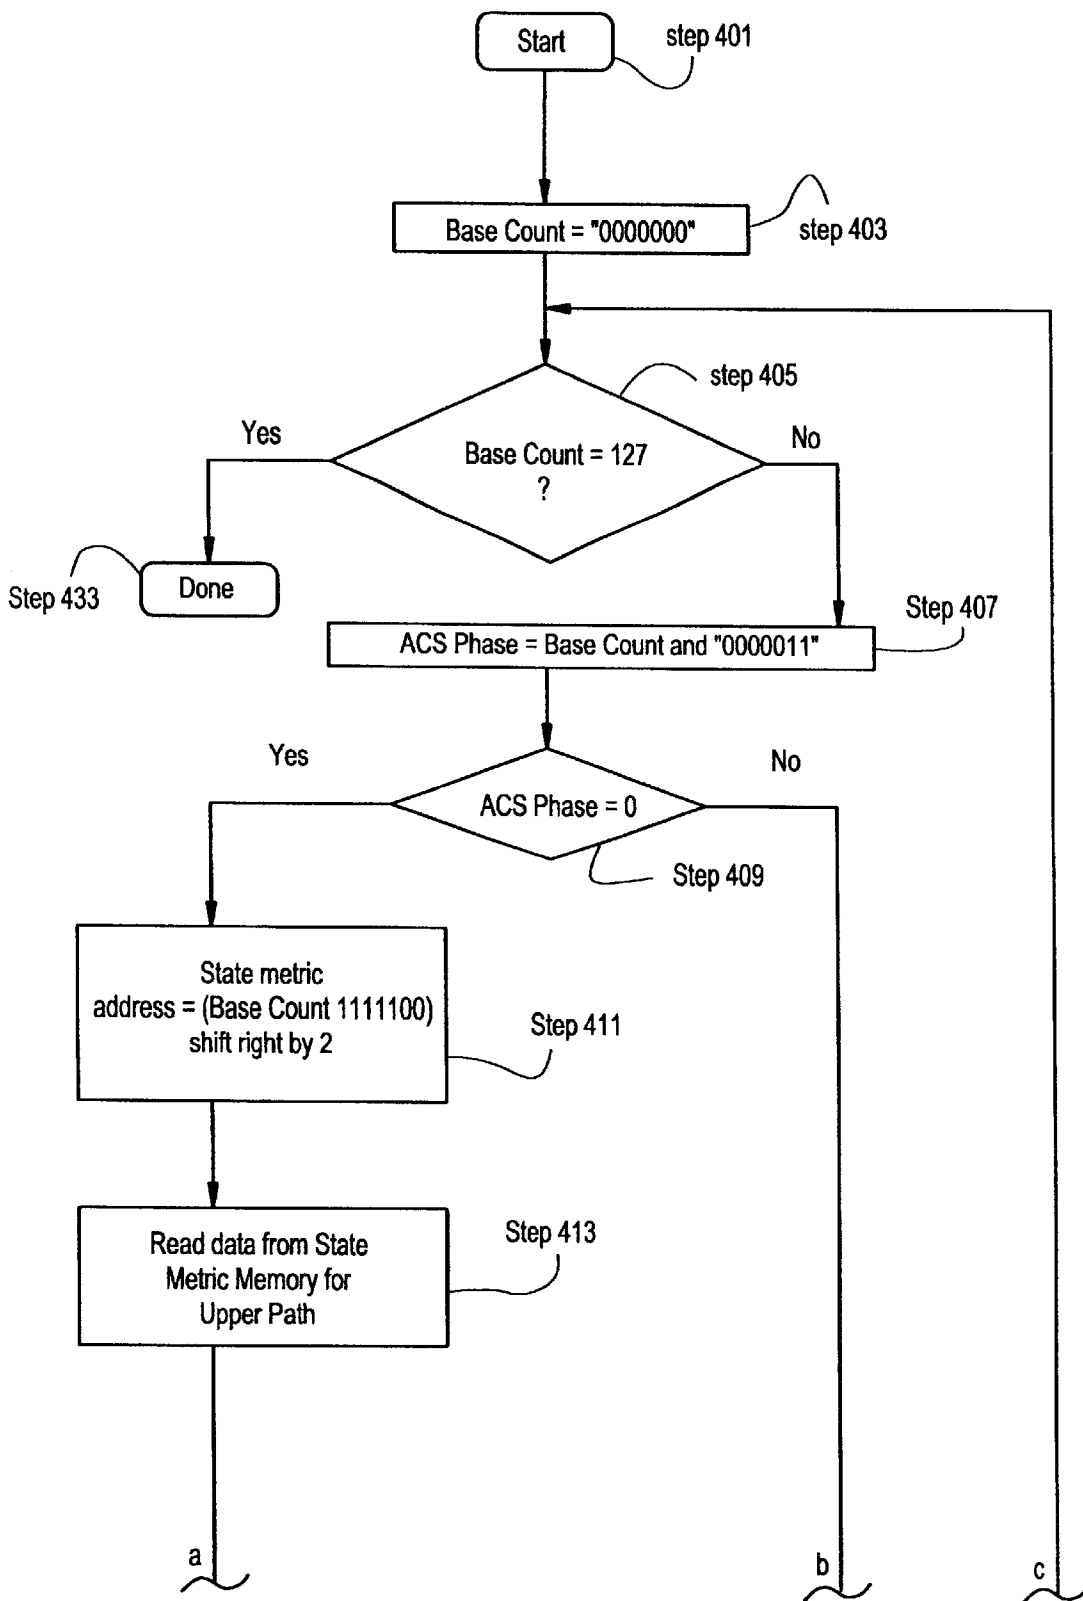 Start
step 401
Base Count = "0000000"
step 403
step 405
Yes
No
Base Count = 127
?
Step 433
Done
Step 407
ACS Phase = Base Count and "0000011"
Yes
No
ACS Phase = 0
Step 409
State metric
address = (Base Count 1111100)
shift right by 2
Step 411
Read data from State
Metric Memory for
Upper Path
Step 413
a
b
c